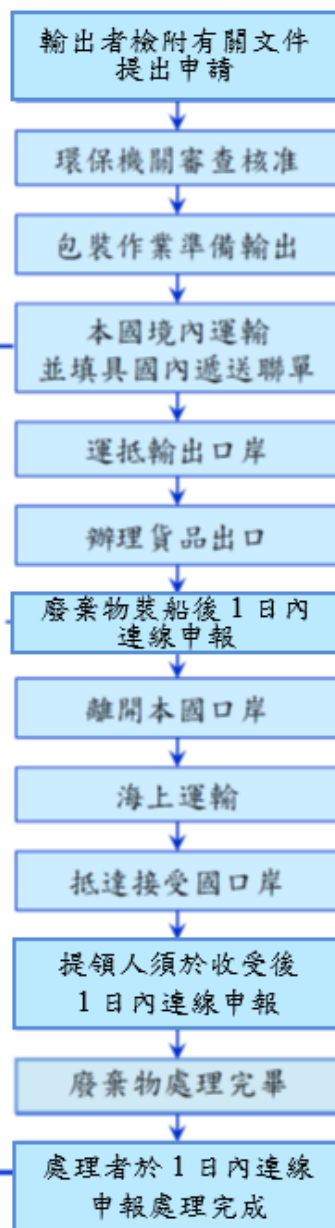 輸出者檢附有關文件
提出申請
環保機關審查核准
包裝作業準備輸出
本國境內運輸
並填具國內遞送聯單
運抵輸出口岸
辦理貨品出口
廢棄物裝船後 1 日內
連線申報
離開本國口岸
海上運輸
抵達接受國口岸
提領人須於收受後
1 日內連線申報
廢棄物處理完畢
處理者於 1 日內連線
申報處理完成